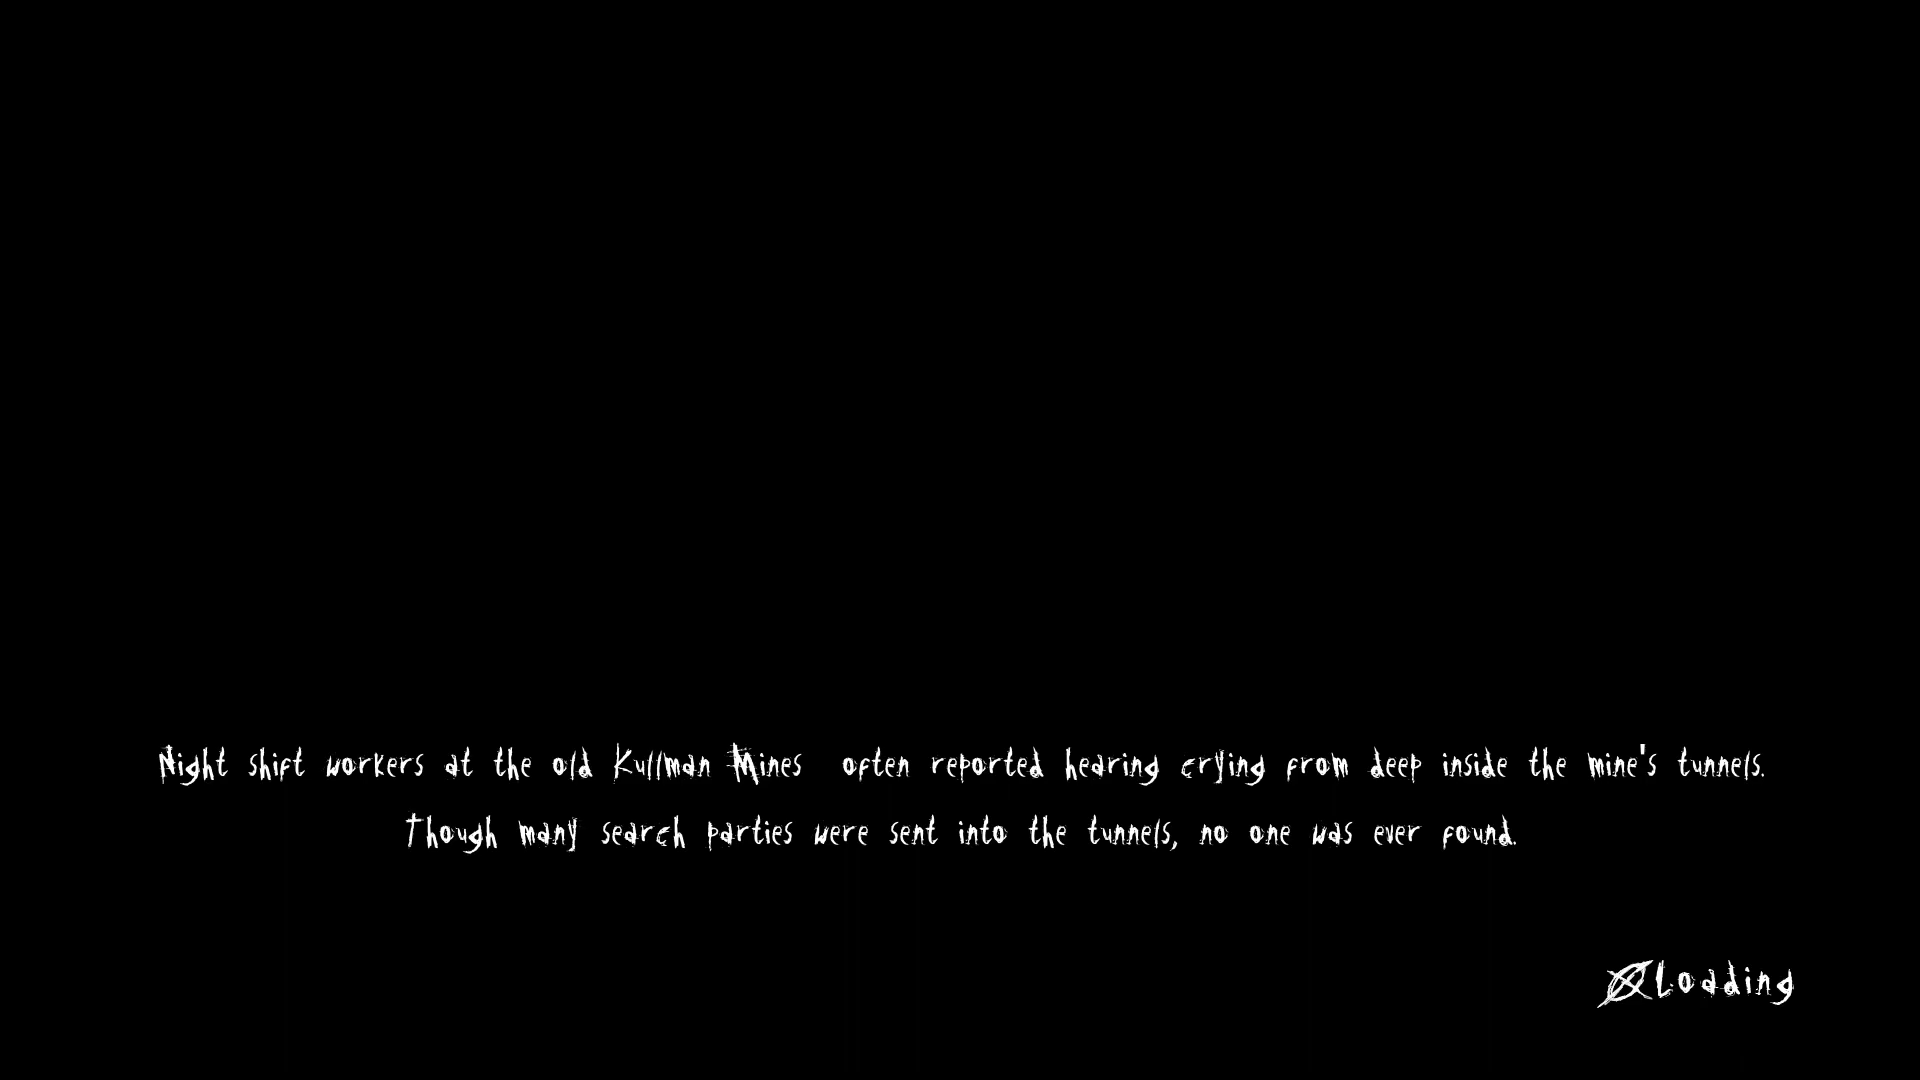 Night shift workers at the old Kullman Mines  often reported hearing crying from deep inside the mine's tunnels.
Though many search parties were sent into the tunnels, no one was ever found.
Loading